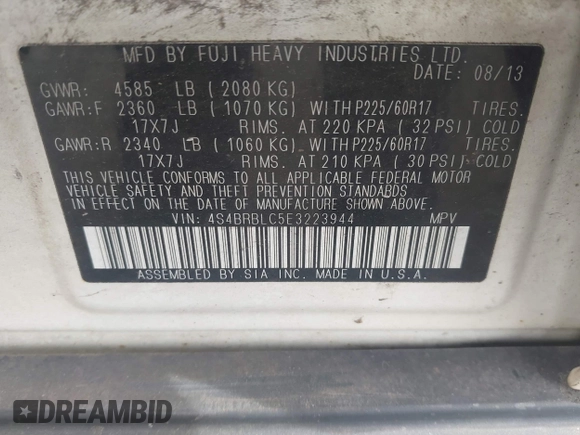 MFD BY FUJI HEAVY INDUSTRIES LTD.
DATE: 08/13
GVWR: 4585 LB (2080 KG)
GAWR:F 2360 LB (1070 KG) WITH P225/60R17 TIRES.
17X7J RIMS. AT 220 KPA (32 PSI) COLD
GAWR:R 2340 LB (1060 KG) WITH P225/60R17 TIRES.
17X7J RIMS. AT 210 KPA (30 PSI) COLD
THIS VEHICLE CONFORMS TO ALL APPLICABLE FEDERAL MOTOR
VEHICLE SAFETY AND THEFT PREVENTION STANDARDS
IN EFFECT ON THE DATE OF MANUFACTURE SHOWN ABOVE.
VIN: 4S4BRBLC5E3223944 MPV
ASSEMBLED BY SIA INC. MADE IN U.S.A.
DREAMBID